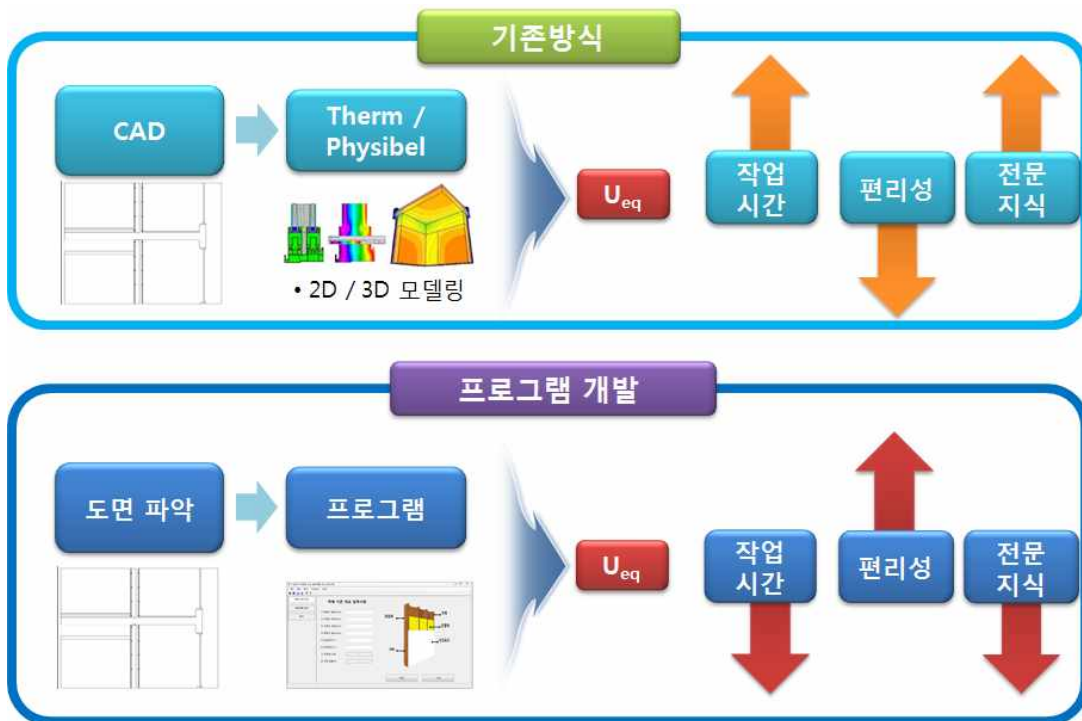 기존방식
CAD
Therm /
Physibel
• 2D / 3D 모델링
Ueq
작업
시간
편리성
전문
지식
프로그램 개발
도면 파악
프로그램
Ueq
작업
시간
편리성
전문
지식